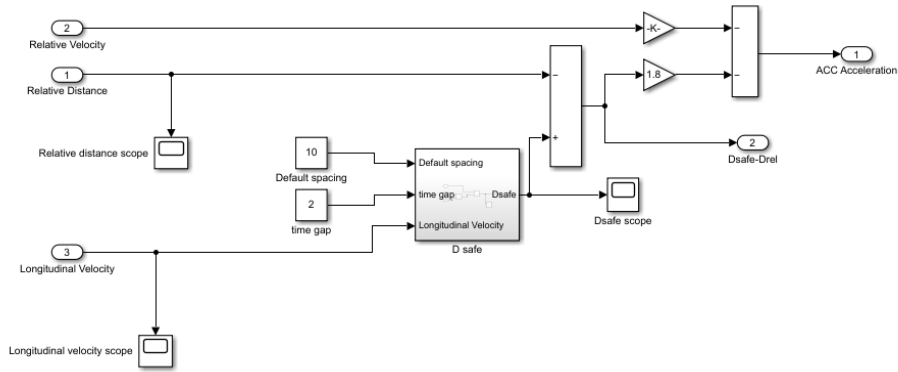 2
Relative Velocity
-K-
−
−
1
ACC Acceleration
1
Relative Distance
−
+
1.8
2
Dsafe-Drel
Relative distance scope
10
Default spacing
2
time gap
Default spacing
time gap
Dsafe
Longitudinal Velocity
D safe
Dsafe scope
3
Longitudinal Velocity
Longitudinal velocity scope